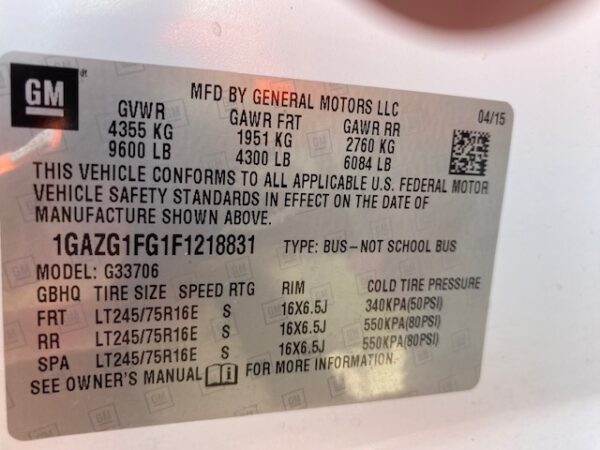 GM
MFD BY GENERAL MOTORS LLC
04/15
GVWR GAWR FRT GAWR RR
4355 KG 1951 KG 2760 KG
9600 LB 4300 LB 6084 LB
THIS VEHICLE CONFORMS TO ALL APPLICABLE U.S. FEDERAL MOTOR
VEHICLE SAFETY STANDARDS IN EFFECT ON THE DATE OF
MANUFACTURE SHOWN ABOVE.
1GAZG1FG1F1218831 TYPE: BUS-NOT SCHOOL BUS
MODEL: G33706
GBHQ TIRE SIZE SPEED RTG RIM COLD TIRE PRESSURE
FRT LT245/75R16E S 16X6.5J 340KPA(50PSI)
RR LT245/75R16E S 16X6.5J 550KPA(80PSI)
SPA LT245/75R16E S 16X6.5J 550KPA(80PSI)
SEE OWNER'S MANUAL i FOR MORE INFORMATION.